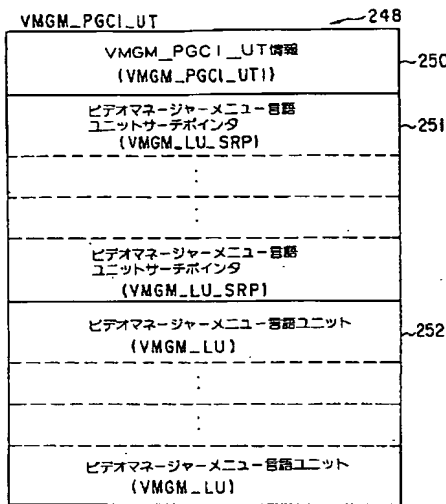 VMGM_PGCI_UT
248
VMGM_PGCI_UT情報
(VMGM_PGCI_UTI)
250
ビデオマネージャーメニュー言語
ユニットサーチポインタ
(VMGM_LU_SRP)
251
:
:
ビデオマネージャーメニュー言語
ユニットサーチポインタ
(VMGM_LU_SRP)
ビデオマネージャーメニュー言語ユニット
(VMGM_LU)
252
:
:
ビデオマネージャーメニュー言語ユニット
(VMGM_LU)